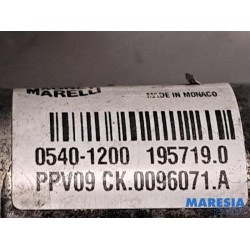 MARELLI
MADE IN MONACO
0540-1200 195719.0
PPV09 CK.0096071.A
MARESIA